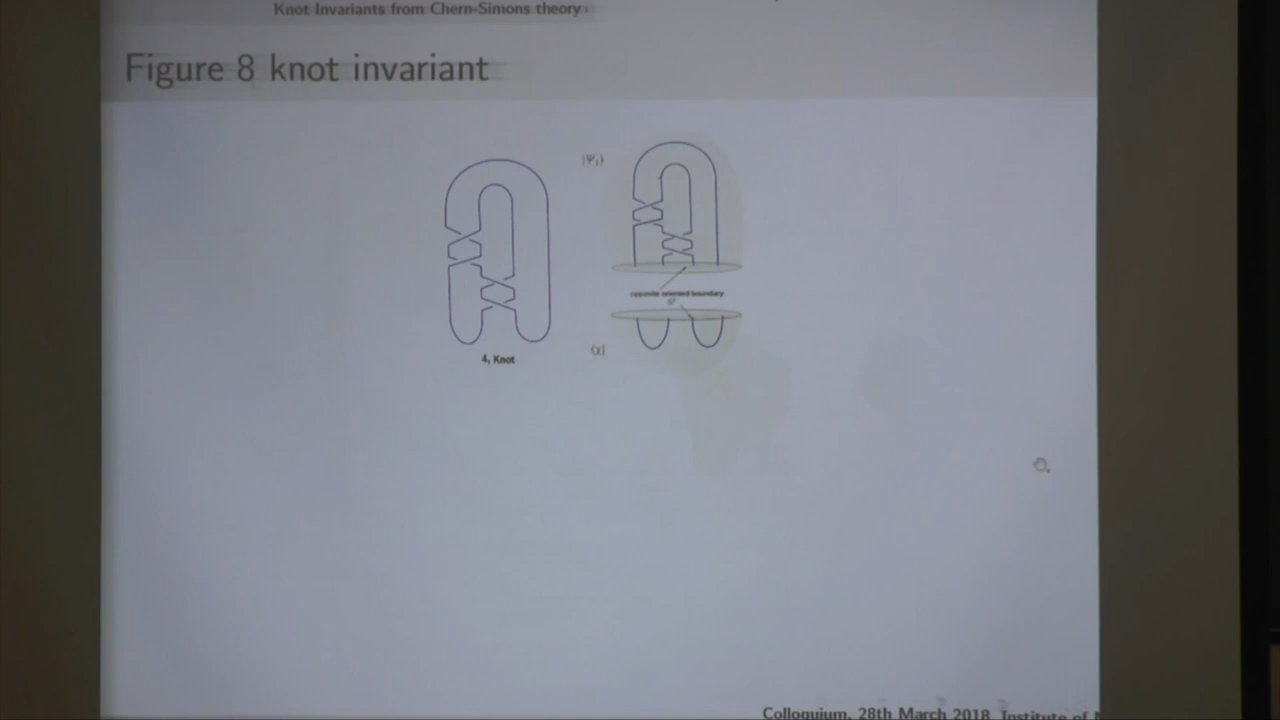 Knot Invariants from Chern-Simons theory
Figure 8 knot invariant
|Ψ₁⟩
opposite oriented boundary
S²
⟨χ|
4₁ Knot
Colloquium, 28th March 2018, Institute of